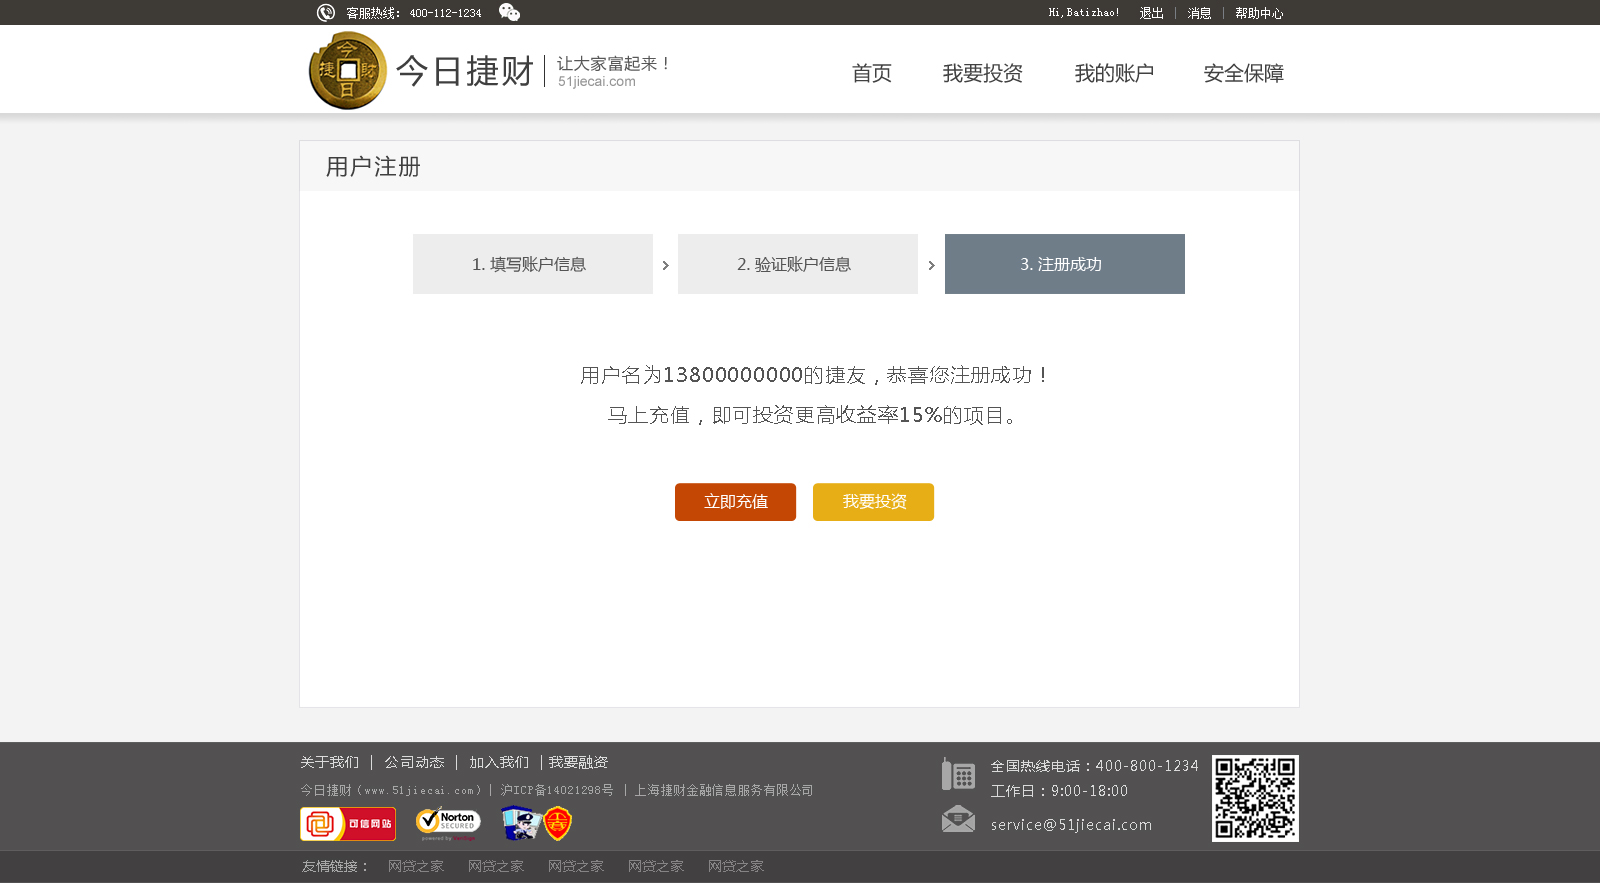 客服热线： 400-112-1234
Hi,Batizhao! 退出 | 消息 | 帮助中心
今日捷財
今日捷财
让大家富起来！
51jiecai.com
首页 我要投资 我的账户 安全保障
用户注册
1. 填写账户信息 › 2. 验证账户信息 › 3. 注册成功
用户名为13800000000的捷友，恭喜您注册成功！
马上充值，即可投资更高收益率15%的项目。
立即充值 我要投资
关于我们 | 公司动态 | 加入我们 | 我要融资
今日捷财（www.51jiecai.com）| 沪ICP备14021298号 | 上海捷财金融信息服务有限公司
可信网站
Norton
SECURED
全国热线电话：400-800-1234
工作日：9:00-18:00
service@51jiecai.com
友情链接： 网贷之家 网贷之家 网贷之家 网贷之家 网贷之家